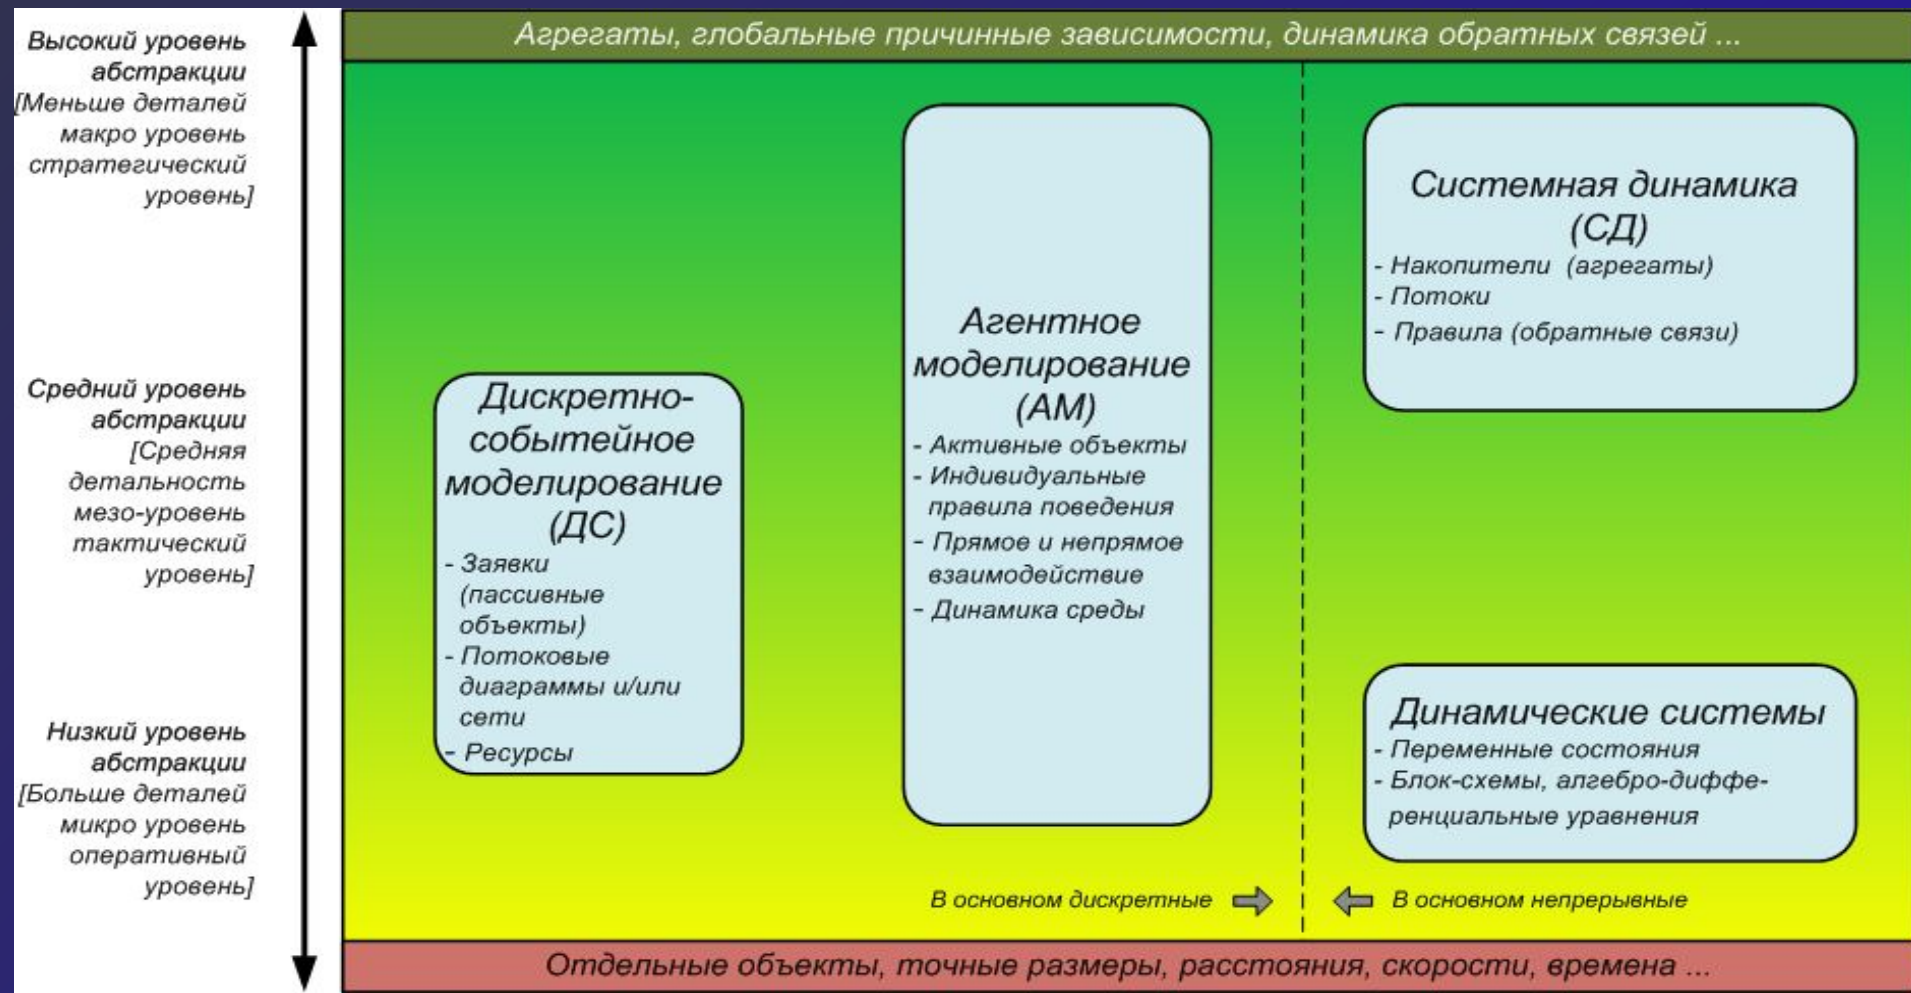 Высокий уровень
абстракции
[Меньше деталей
макро уровень
стратегический
уровень]
Средний уровень
абстракции
[Средняя
детальность
мезо-уровень
тактический
уровень]
Низкий уровень
абстракции
[Больше деталей
микро уровень
оперативный
уровень]
Агрегаты, глобальные причинные зависимости, динамика обратных связей ...
Дискретно-
событейное
моделирование
(ДС)
- Заявки
(пассивные
объекты)
- Потоковые
диаграммы и/или
сети
- Ресурсы
Агентное
моделирование
(АМ)
- Активные объекты
- Индивидуальные
правила поведения
- Прямое и непрямое
взаимодействие
- Динамика среды
Системная динамика
(СД)
- Накопители (агрегаты)
- Потоки
- Правила (обратные связи)
Динамические системы
- Переменные состояния
- Блок-схемы, алгебро-диффе-
ренциальные уравнения
В основном дискретные
В основном непрерывные
Отдельные объекты, точные размеры, расстояния, скорости, времена ...